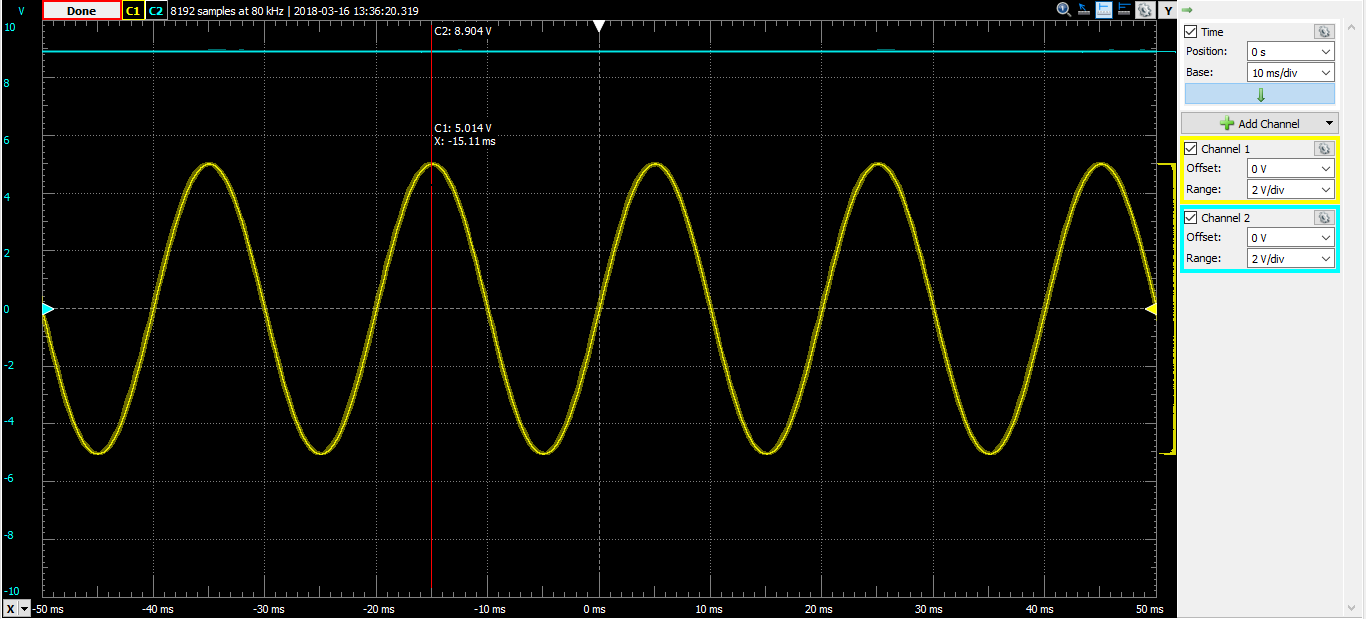 V Done C1 C2 8192 samples at 80 kHz | 2018-03-16 13:36:20.319 Y
10
8
6
4
2
0
-2
-4
-6
-8
-10
C2: 8.904 V
C1: 5.014 V
X: -15.11 ms
X -50 ms -40 ms -30 ms -20 ms -10 ms 0 ms 10 ms 20 ms 30 ms 40 ms 50 ms
Time
Position: 0 s
Base: 10 ms/div
Add Channel
Channel 1
Offset: 0 V
Range: 2 V/div
Channel 2
Offset: 0 V
Range: 2 V/div